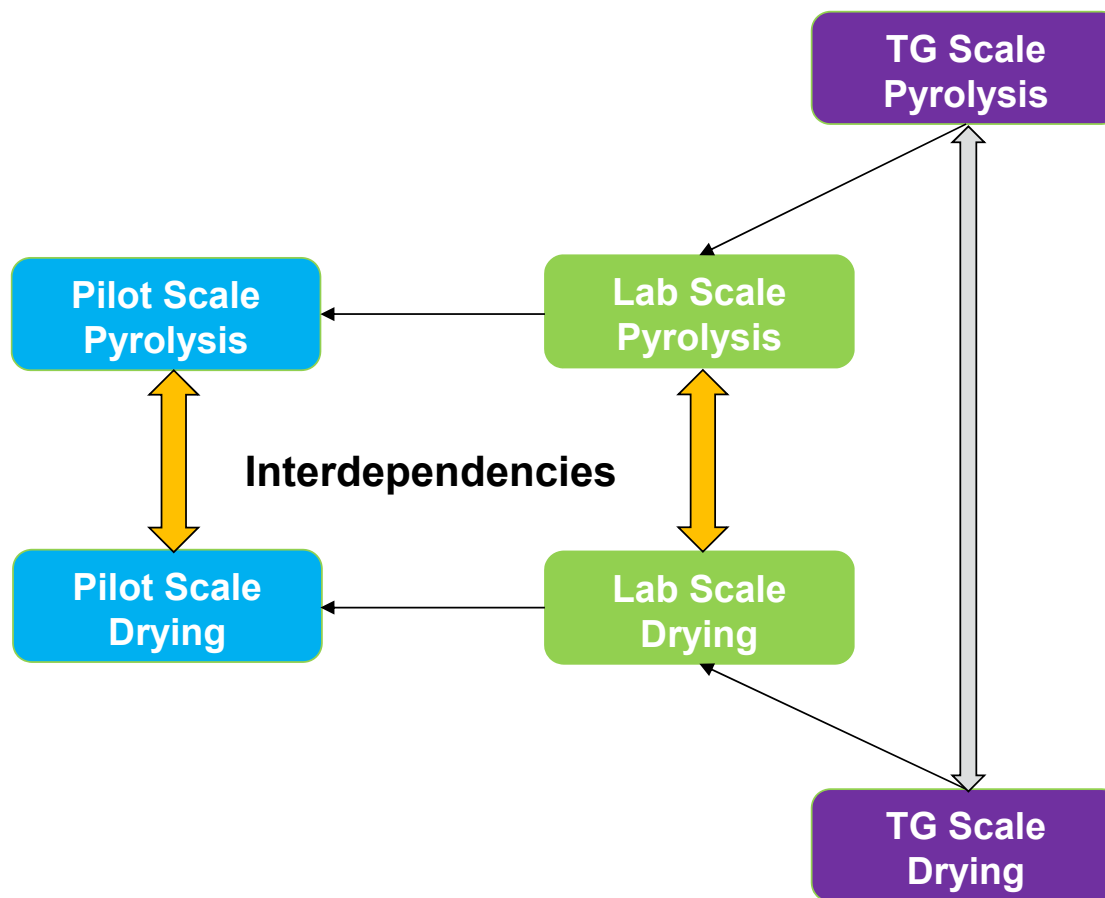 TG Scale
Pyrolysis
Pilot Scale
Pyrolysis
Lab Scale
Pyrolysis
Interdependencies
Pilot Scale
Drying
Lab Scale
Drying
TG Scale
Drying